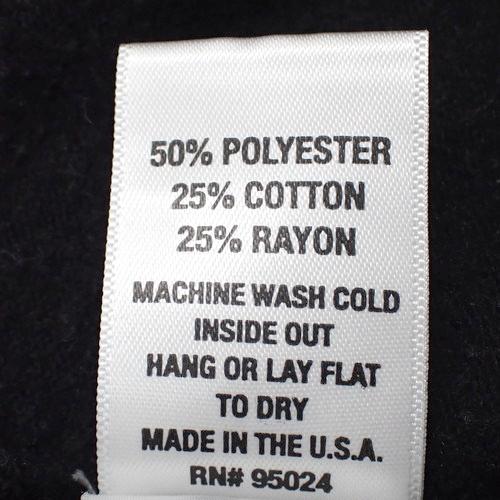 50% POLYESTER
25% COTTON
25% RAYON
MACHINE WASH COLD
INSIDE OUT
HANG OR LAY FLAT
TO DRY
MADE IN THE U.S.A.
RN# 95024